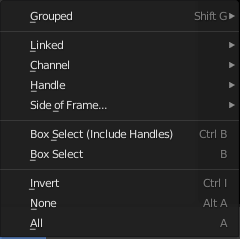 Grouped Shift G ▶
Linked ▶
Channel ▶
Handle ▶
Side of Frame... ▶
Box Select (Include Handles) Ctrl B
Box Select B
Invert Ctrl I
None Alt A
All A